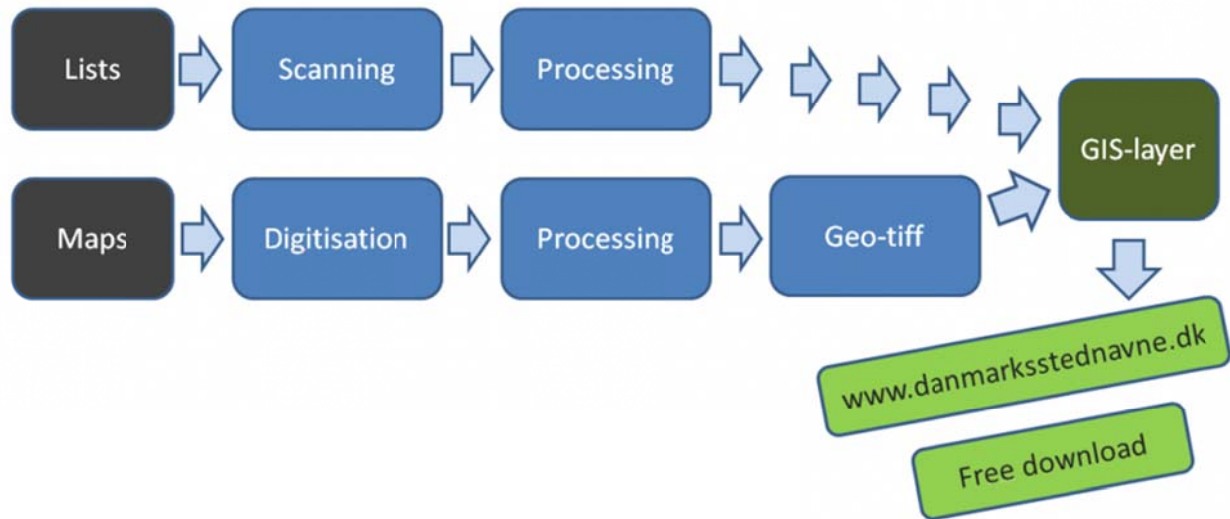 Lists
Scanning
Processing
GIS-layer
Maps
Digitisation
Processing
Geo-tiff
www.danmarksstednavne.dk
Free download